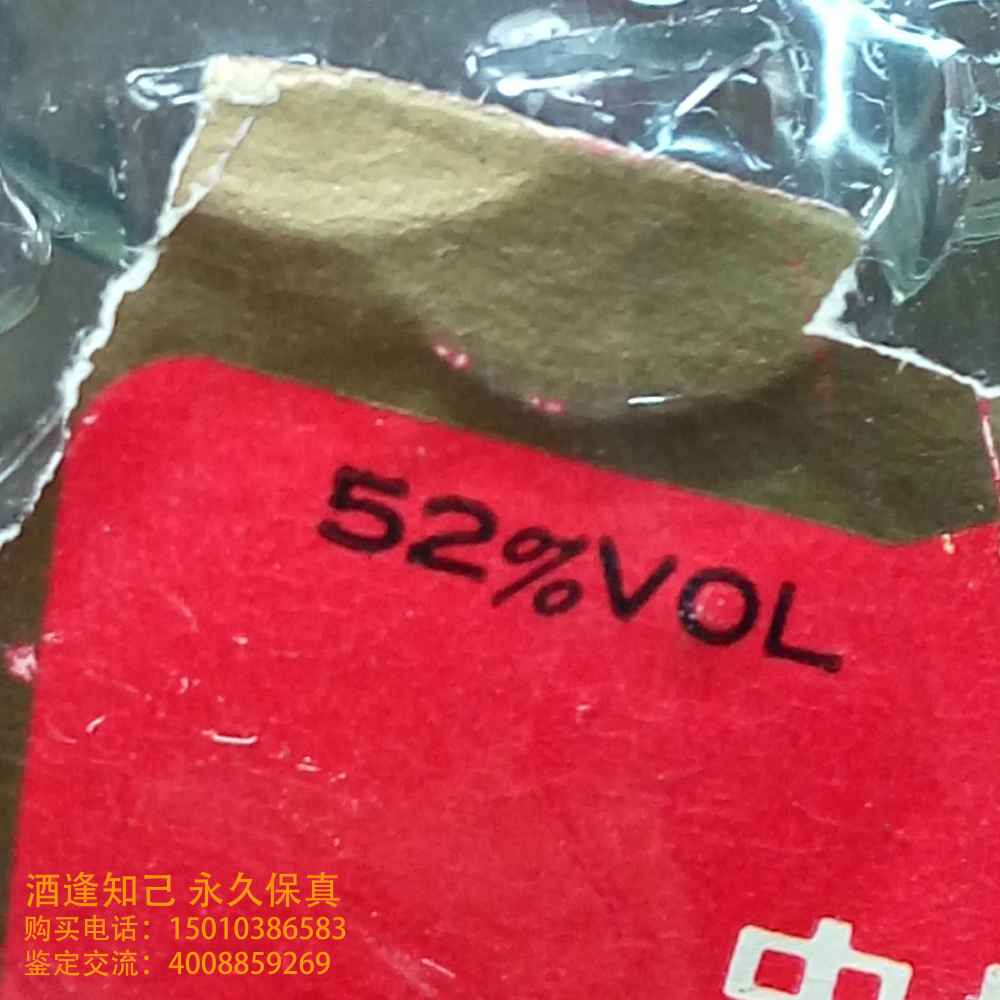 52%VOL
中
酒逢知己 永久保真
购买电话：15010386583
鉴定交流：4008859269